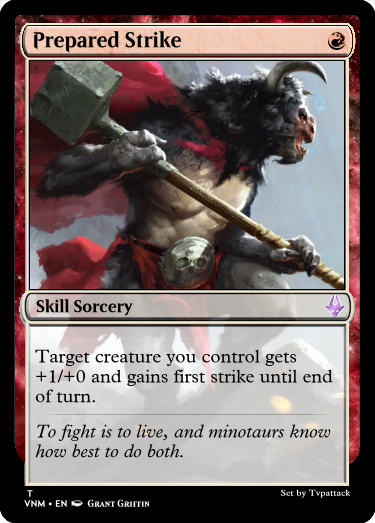 Prepared Strike
Skill Sorcery
Target creature you control gets
+1/+0 and gains first strike until end
of turn.
To fight is to live, and minotaurs know
how best to do both.
T
VNM • EN Grant Griffin
Set by Tvpattack